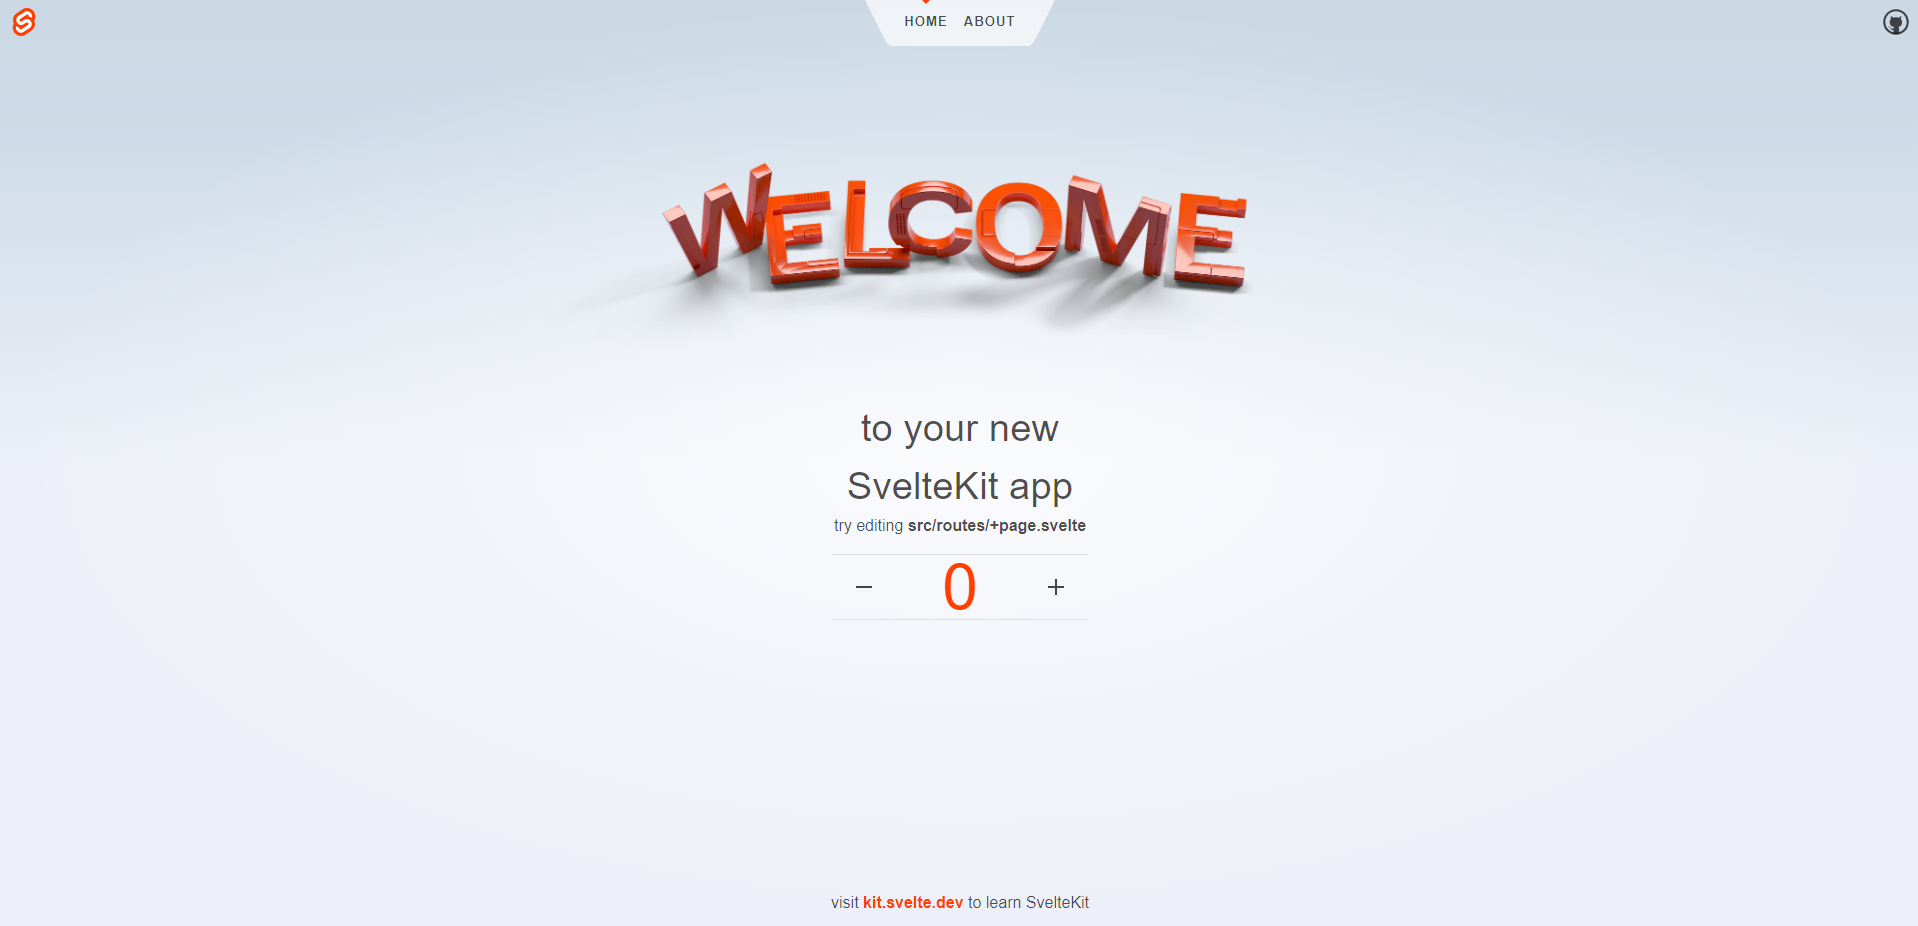 HOME ABOUT
WELCOME
to your new
SvelteKit app
try editing src/routes/+page.svelte
− 0 +
visit kit.svelte.dev to learn SvelteKit